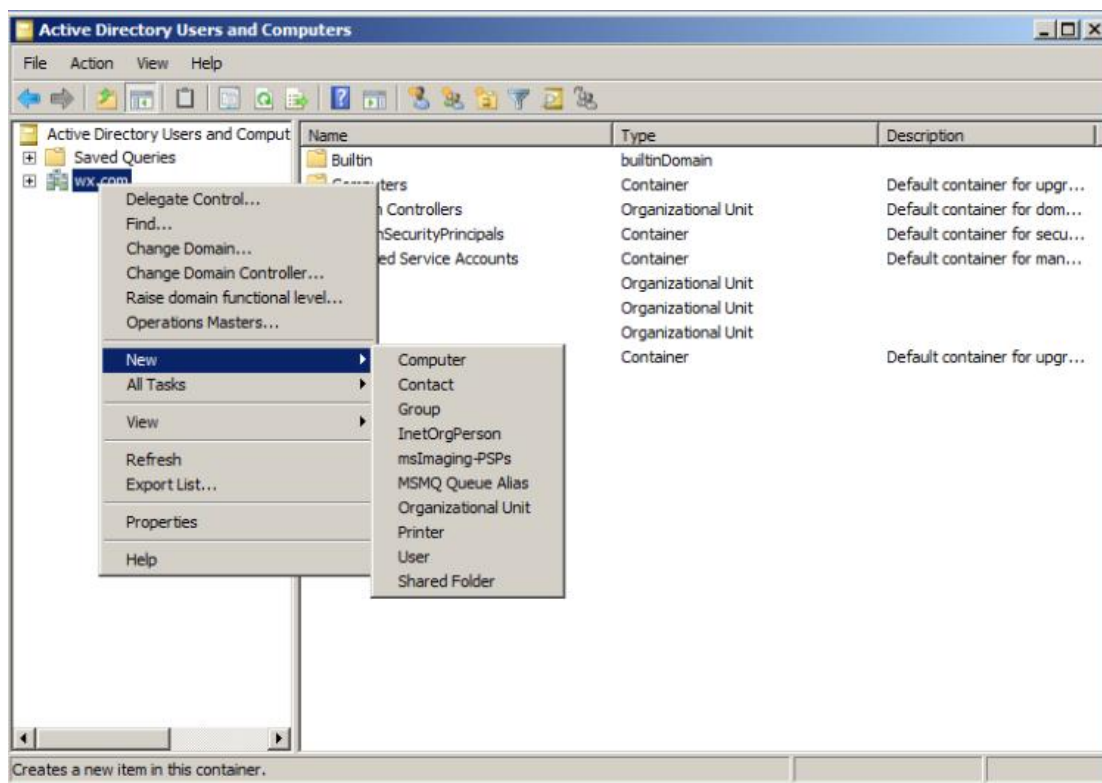 Active Directory Users and Computers
File Action View Help
Active Directory Users and Comput
Saved Queries
wx.com
Name Type Description
Builtin builtinDomain
Container Default container for upgr...
Controllers Organizational Unit Default container for dom...
Container Default container for secu...
Service Accounts Container Default container for man...
Organizational Unit
Organizational Unit
Organizational Unit
Container Default container for upgr...
Delegate Control...
Find...
Change Domain...
Change Domain Controller...
Raise domain functional level...
Operations Masters...
New
All Tasks
View
Refresh
Export List...
Properties
Help
Computer
Contact
Group
InetOrgPerson
msImaging-PSPs
MSMQ Queue Alias
Organizational Unit
Printer
User
Shared Folder
Creates a new item in this container.